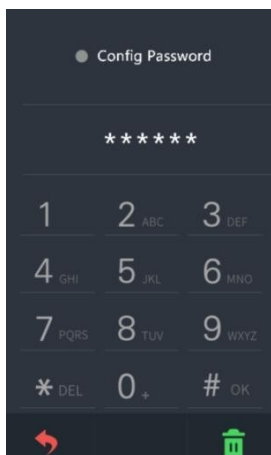 Config Password
******
1 2 ABC 3 DEF
4 GHI 5 JKL 6 MNO
7 PQRS 8 TUV 9 WXYZ
* DEL 0 + # OK